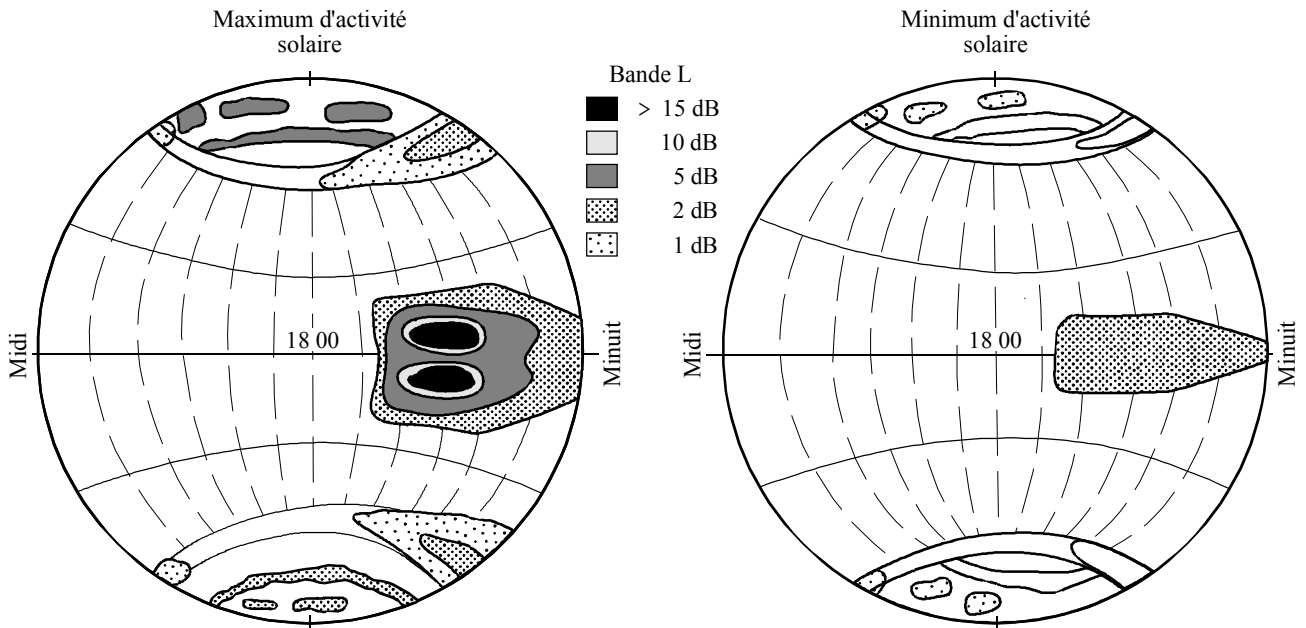 Maximum d'activité
solaire
Minimum d'activité
solaire
Bande L
> 15 dB
10 dB
5 dB
2 dB
1 dB
Midi
18 00
Minuit
Midi
18 00
Minuit